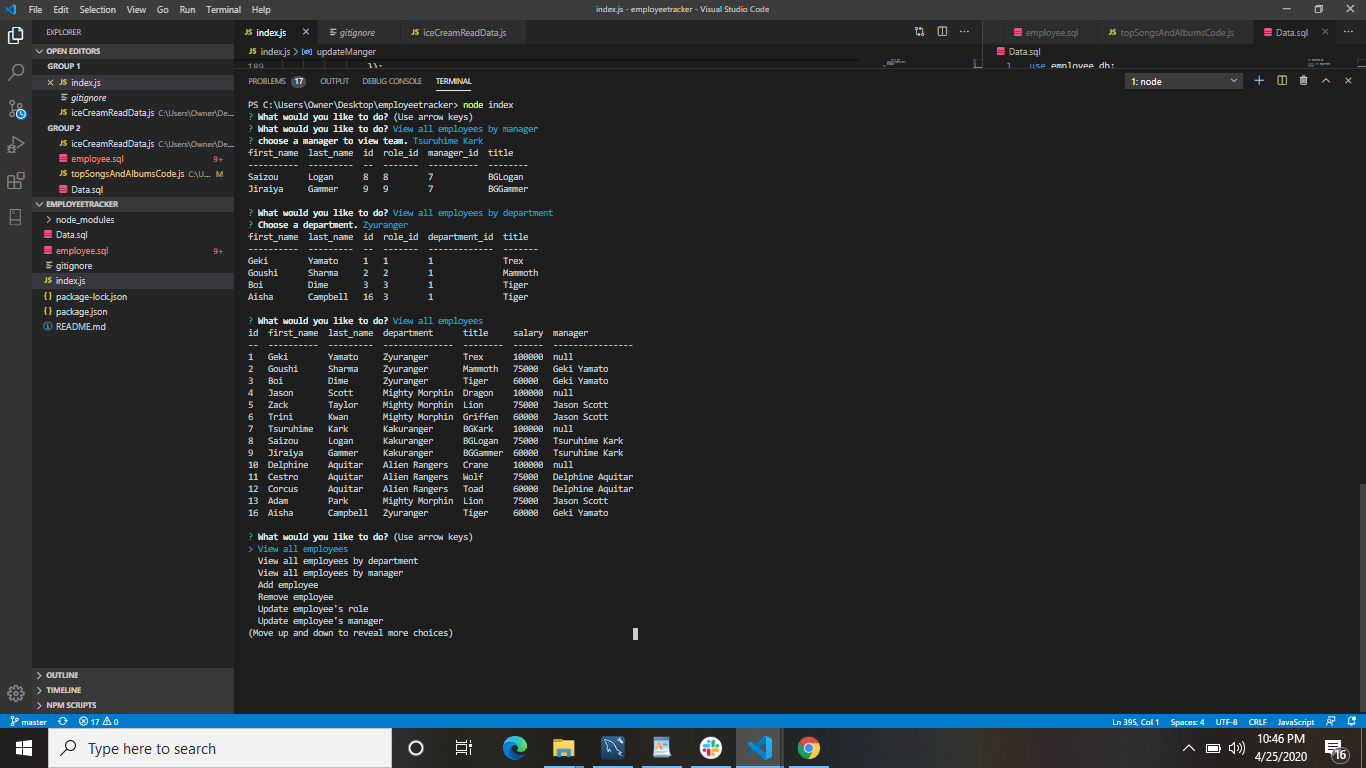 File Edit Selection View Go Run Terminal Help
index.js - employeetracker - Visual Studio Code
EXPLORER
OPEN EDITORS
GROUP 1
JS index.js
gitignore
JS iceCreamReadData.js C:\Users\Owner\De...
GROUP 2
JS iceCreamReadData.js C:\Users\Owner\De...
employee.sql 9+
JS topSongsAndAlbumsCode.js C:\U... M
Data.sql
EMPLOYEETRACKER
node_modules
Data.sql
employee.sql 9+
gitignore
JS index.js
{} package-lock.json
{} package.json
README.md
OUTLINE
TIMELINE
NPM SCRIPTS
JS index.js
gitignore
JS iceCreamReadData.js
JS index.js > updateManger
189 });
employee.sql
JS topSongsAndAlbumsCode.js
Data.sql
Data.sql
1 use employee_db;
PROBLEMS 17 OUTPUT DEBUG CONSOLE TERMINAL
1: node
PS C:\Users\Owner\Desktop\employeetracker> node index
? What would you like to do? (Use arrow keys)
? What would you like to do? View all employees by manager
? choose a manager to view team. Tsuruhime Kark
first_name last_name id role_id manager_id title
---------- --------- -- ------- ---------- --------
Saizou Logan 8 8 7 BGLogan
Jiraiya Gammer 9 9 7 BGGammer
? What would you like to do? View all employees by department
? Choose a department. Zyuranger
first_name last_name id role_id department_id title
---------- --------- -- ------- ------------- -------
Geki Yamato 1 1 1 Trex
Goushi Sharma 2 2 1 Mammoth
Boi Dime 3 3 1 Tiger
Aisha Campbell 16 3 1 Tiger
? What would you like to do? View all employees
id first_name last_name department title salary manager
-- ---------- --------- -------------- -------- ------ ----------------
1 Geki Yamato Zyuranger Trex 100000 null
2 Goushi Sharma Zyuranger Mammoth 75000 Geki Yamato
3 Boi Dime Zyuranger Tiger 60000 Geki Yamato
4 Jason Scott Mighty Morphin Dragon 100000 null
5 Zack Taylor Mighty Morphin Lion 75000 Jason Scott
6 Trini Kwan Mighty Morphin Griffen 60000 Jason Scott
7 Tsuruhime Kark Kakuranger BGKark 100000 null
8 Saizou Logan Kakuranger BGLogan 75000 Tsuruhime Kark
9 Jiraiya Gammer Kakuranger BGGammer 60000 Tsuruhime Kark
10 Delphine Aquitar Alien Rangers Crane 100000 null
11 Cestro Aquitar Alien Rangers Wolf 75000 Delphine Aquitar
12 Corcus Aquitar Alien Rangers Toad 60000 Delphine Aquitar
13 Adam Park Mighty Morphin Lion 75000 Jason Scott
16 Aisha Campbell Zyuranger Tiger 60000 Geki Yamato
? What would you like to do? (Use arrow keys)
> View all employees
View all employees by department
View all employees by manager
Add employee
Remove employee
Update employee's role
Update employee's manager
(Move up and down to reveal more choices)
master 17 0
Ln 395, Col 1 Spaces: 4 UTF-8 CRLF JavaScript
Type here to search
10:46 PM
4/25/2020
16